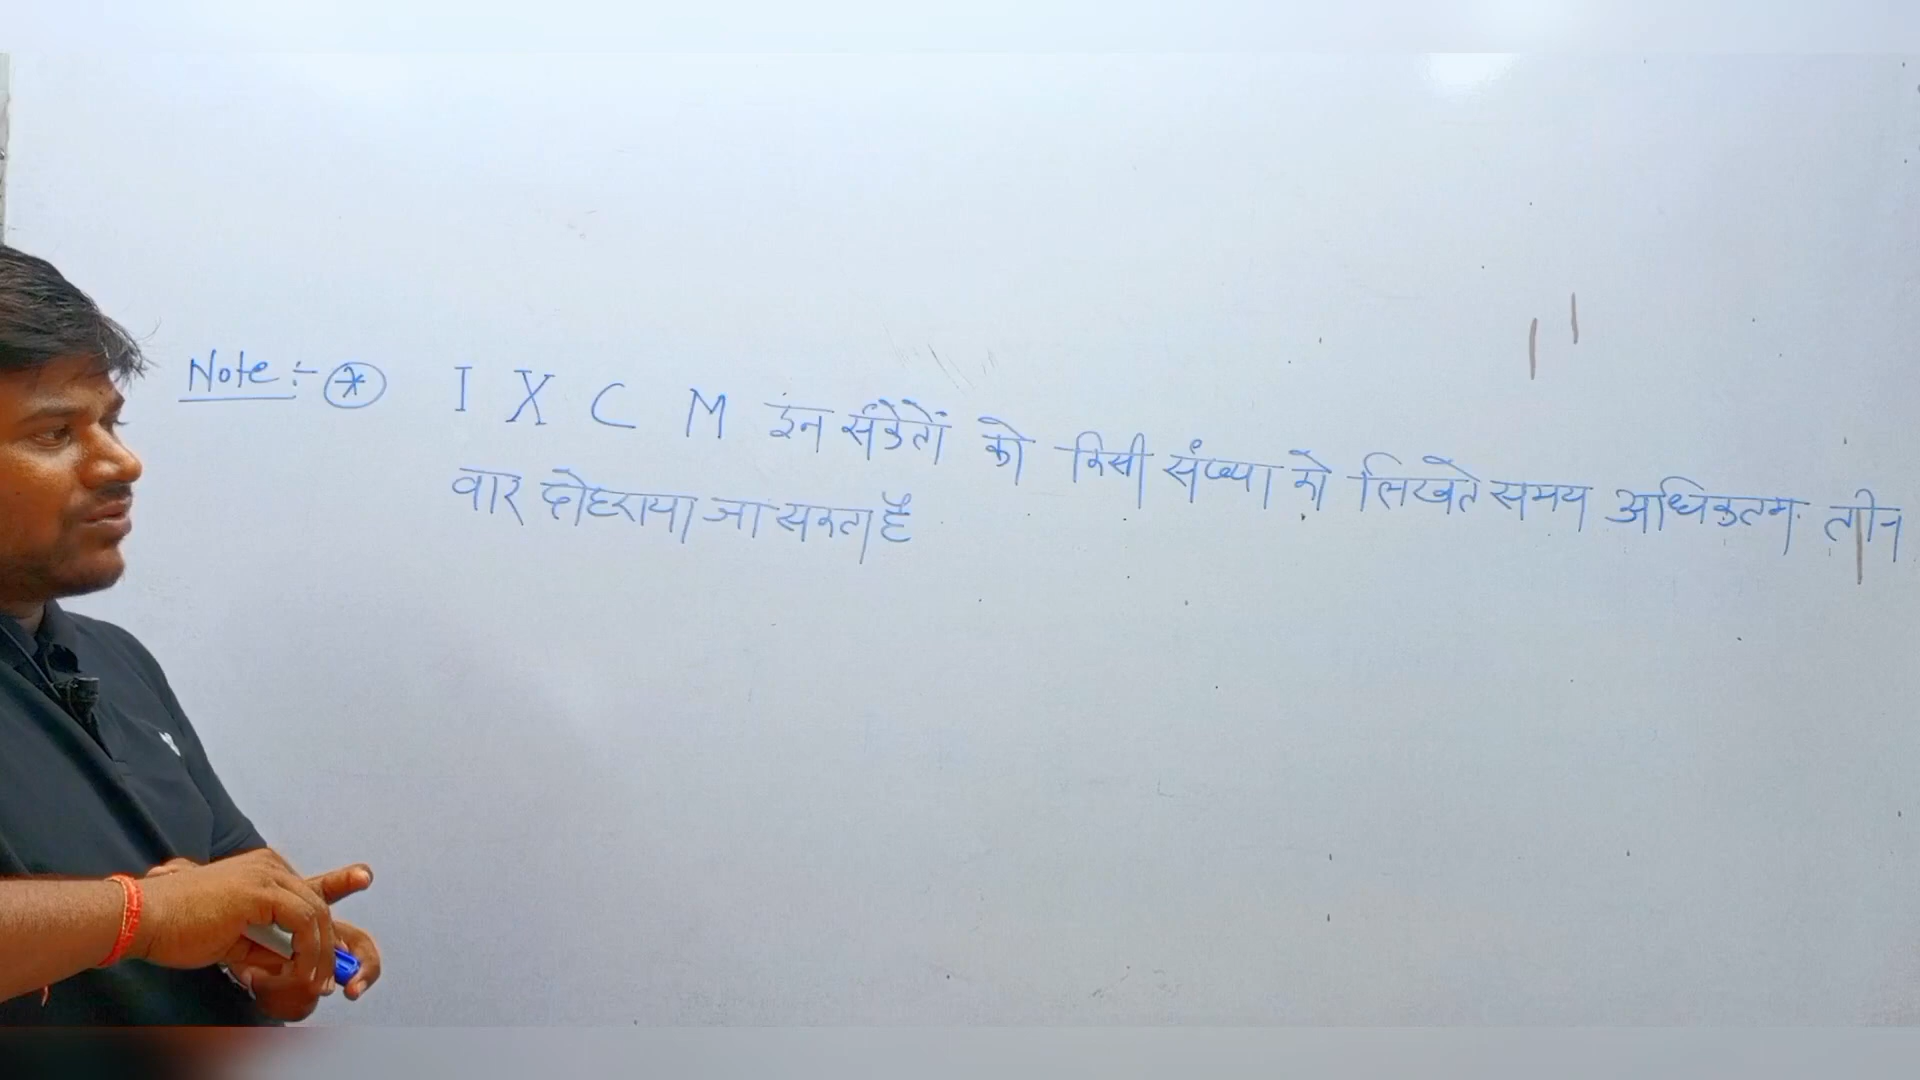 Note :- * I X C M इन संकेतों को किसी संख्या मे लिखते समय अधिकतम तीन
वार दोहराया जा सकता है